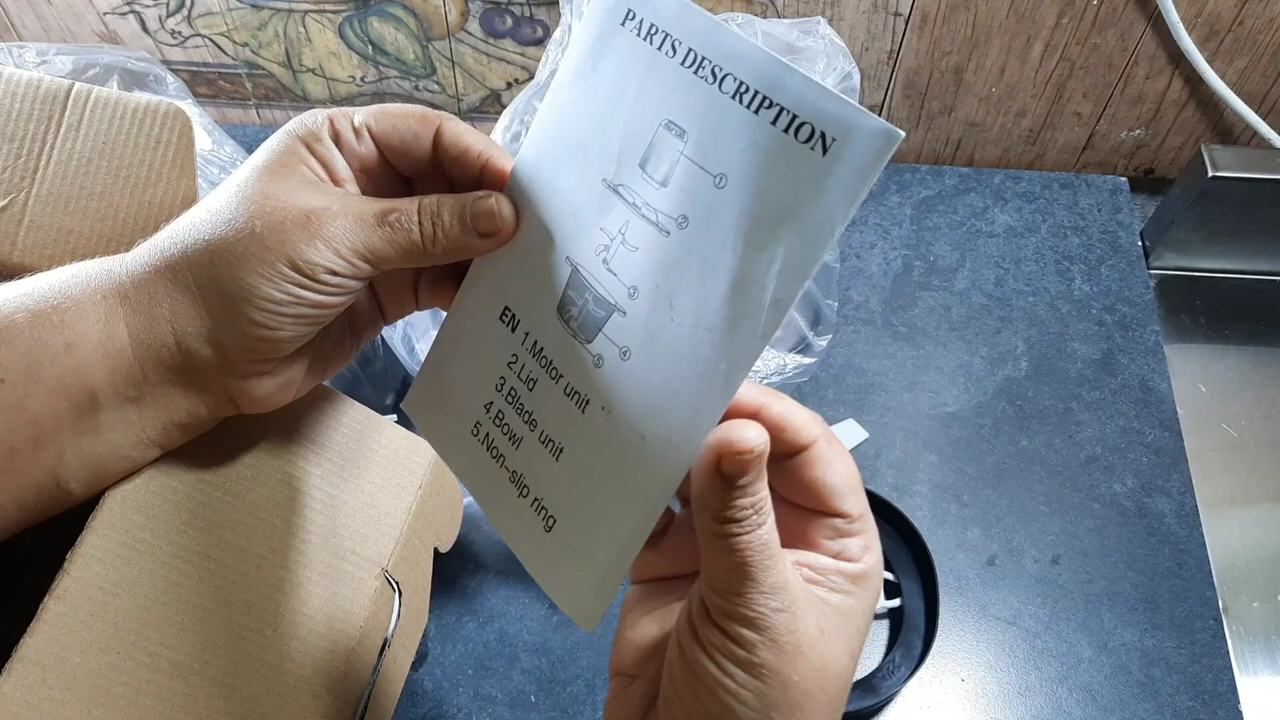 PARTS DESCRIPTION
1
2
3
4
5
EN 1.Motor unit
2.Lid
3.Blade unit
4.Bowl
5.Non-slip ring